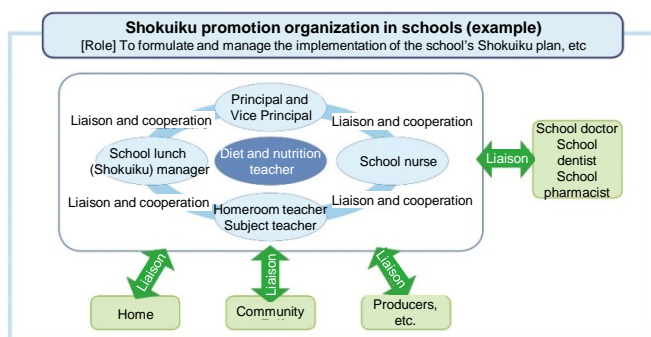 Shokuiku promotion organization in schools (example)
[Role] To formulate and manage the implementation of the school's Shokuiku plan, etc
Principal and
Vice Principal
Liaison and cooperation
Liaison and cooperation
School lunch
(Shokuiku) manager
Diet and nutrition
teacher
School nurse
Liaison and cooperation
Liaison and cooperation
Homeroom teacher
Subject teacher
Liaison
School doctor
School
dentist
School
pharmacist
Liaison
Liaison
Liaison
Home
Community
Producers,
etc.